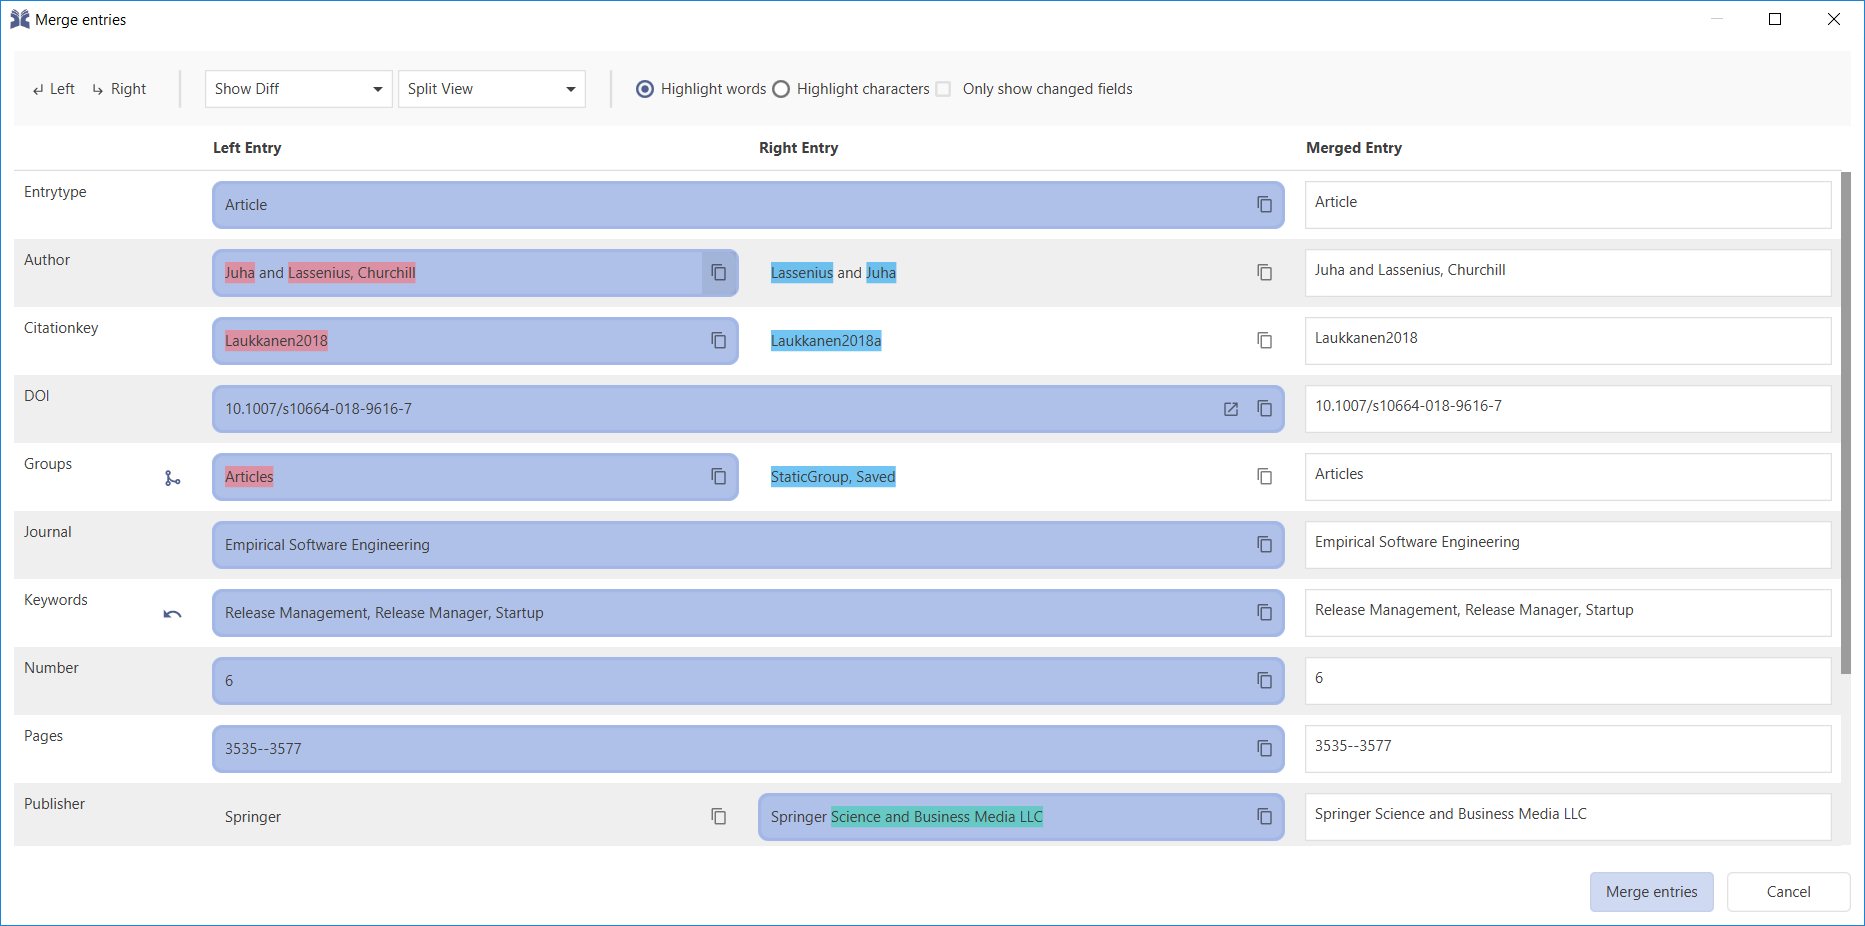 Merge entries
Left Right Show Diff Split View Highlight words Highlight characters Only show changed fields
Left Entry Right Entry Merged Entry
Entrytype Article Article
Author Juha and Lassenius, Churchill Lassenius and Juha Juha and Lassenius, Churchill
Citationkey Laukkanen2018 Laukkanen2018a Laukkanen2018
DOI 10.1007/s10664-018-9616-7 10.1007/s10664-018-9616-7
Groups Articles StaticGroup, Saved Articles
Journal Empirical Software Engineering Empirical Software Engineering
Keywords Release Management, Release Manager, Startup Release Management, Release Manager, Startup
Number 6 6
Pages 3535--3577 3535--3577
Publisher Springer Springer Science and Business Media LLC Springer Science and Business Media LLC
Merge entries Cancel